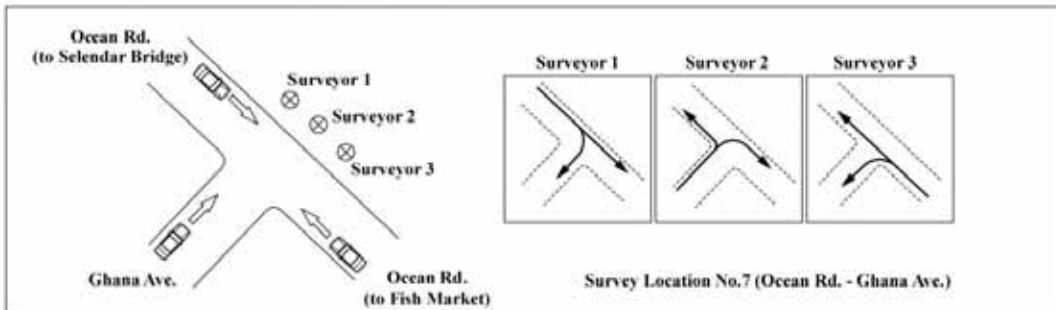 Ocean Rd.
(to Selendar Bridge)
Surveyor 1
Surveyor 2
Surveyor 3
Ghana Ave.
Ocean Rd.
(to Fish Market)
Surveyor 1
Surveyor 2
Surveyor 3
Survey Location No.7 (Ocean Rd. - Ghana Ave.)